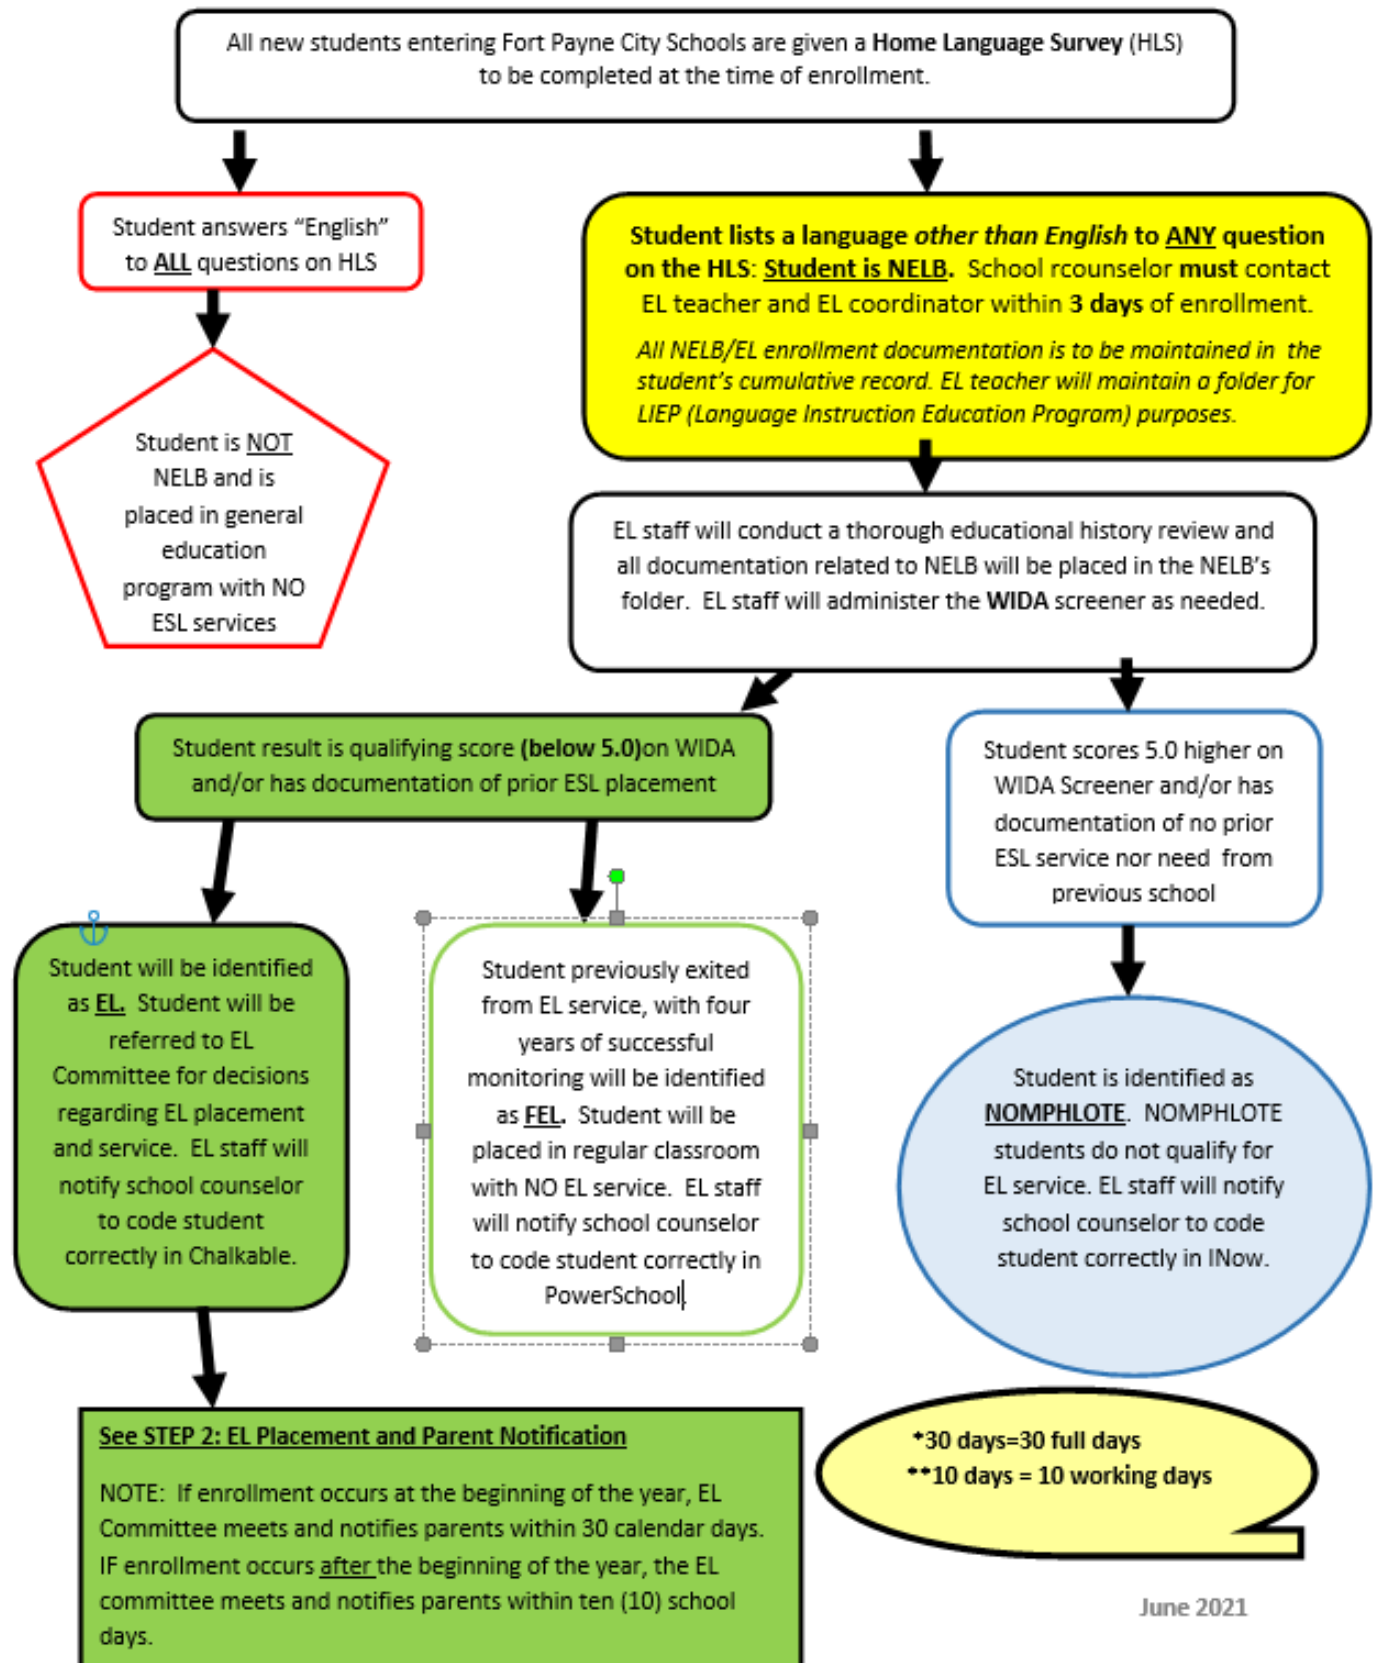 All new students entering Fort Payne City Schools are given a Home Language Survey (HLS)
to be completed at the time of enrollment.
Student answers “English”
to ALL questions on HLS
Student is NOT
NELB and is
placed in general
education
program with NO
ESL services
Student lists a language other than English to ANY question
on the HLS: Student is NELB. School rcounselor must contact
EL teacher and EL coordinator within 3 days of enrollment.
All NELB/EL enrollment documentation is to be maintained in the
student’s cumulative record. EL teacher will maintain a folder for
LIEP (Language Instruction Education Program) purposes.
EL staff will conduct a thorough educational history review and
all documentation related to NELB will be placed in the NELB’s
folder. EL staff will administer the WIDA screener as needed.
Student result is qualifying score (below 5.0)on WIDA
and/or has documentation of prior ESL placement
Student scores 5.0 higher on
WIDA Screener and/or has
documentation of no prior
ESL service nor need from
previous school
Student will be identified
as EL. Student will be
referred to EL
Committee for decisions
regarding EL placement
and service. EL staff will
notify school counselor
to code student
correctly in Chalkable.
Student previously exited
from EL service, with four
years of successful
monitoring will be identified
as FEL. Student will be
placed in regular classroom
with NO EL service. EL staff
will notify school counselor
to code student correctly in
PowerSchool.
Student is identified as
NOMPHLOTE. NOMPHLOTE
students do not qualify for
EL service. EL staff will notify
school counselor to code
student correctly in INow.
See STEP 2: EL Placement and Parent Notification
NOTE: If enrollment occurs at the beginning of the year, EL
Committee meets and notifies parents within 30 calendar days.
IF enrollment occurs after the beginning of the year, the EL
committee meets and notifies parents within ten (10) school
days.
*30 days=30 full days
**10 days = 10 working days
June 2021